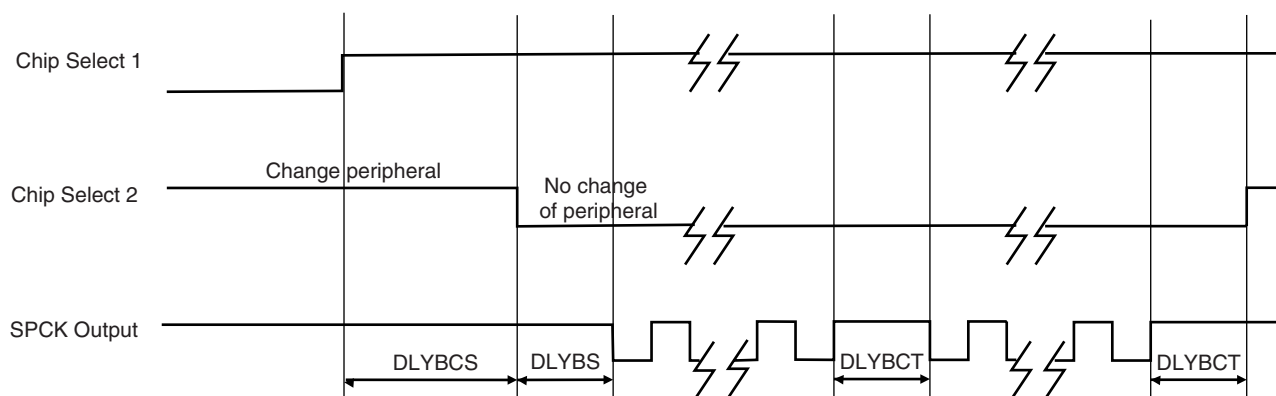 Chip Select 1
Change peripheral
Chip Select 2
No change
of peripheral
SPCK Output
DLYBCS
DLYBS
DLYBCT
DLYBCT